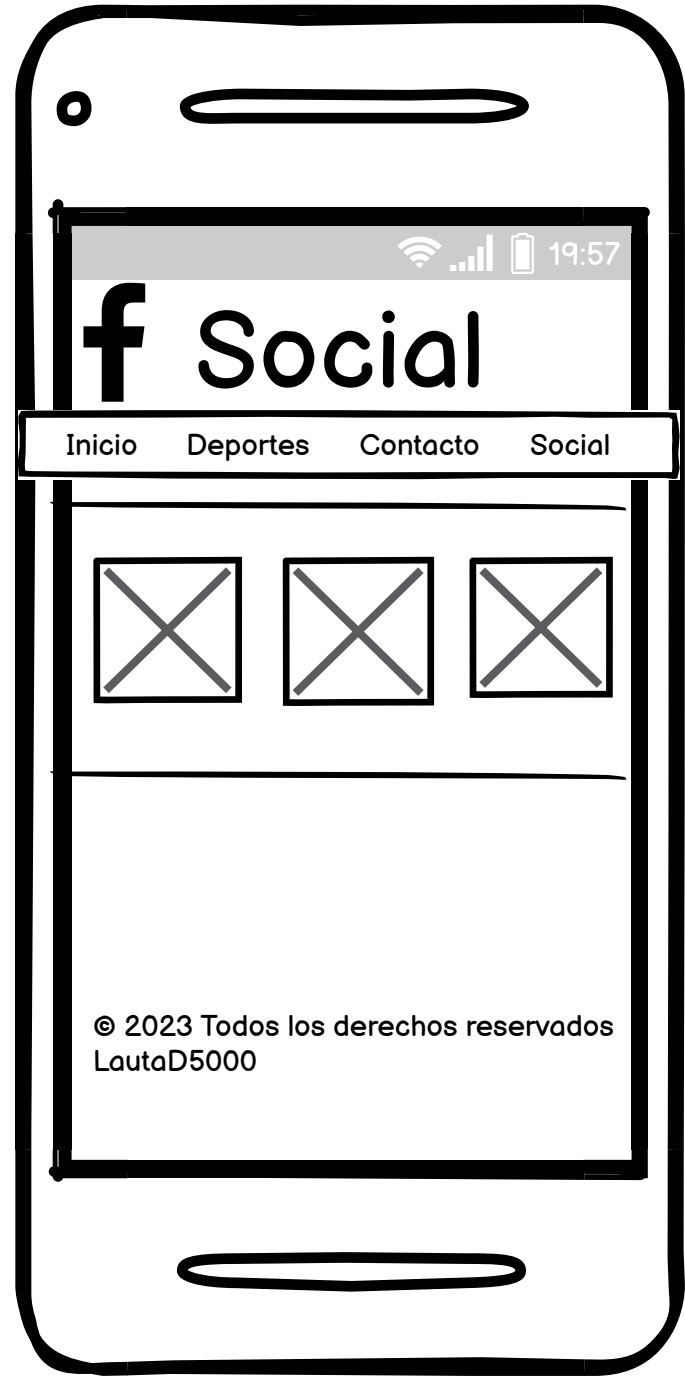 19:57
f Social
Inicio Deportes Contacto Social
© 2023 Todos los derechos reservados
LautaD5000